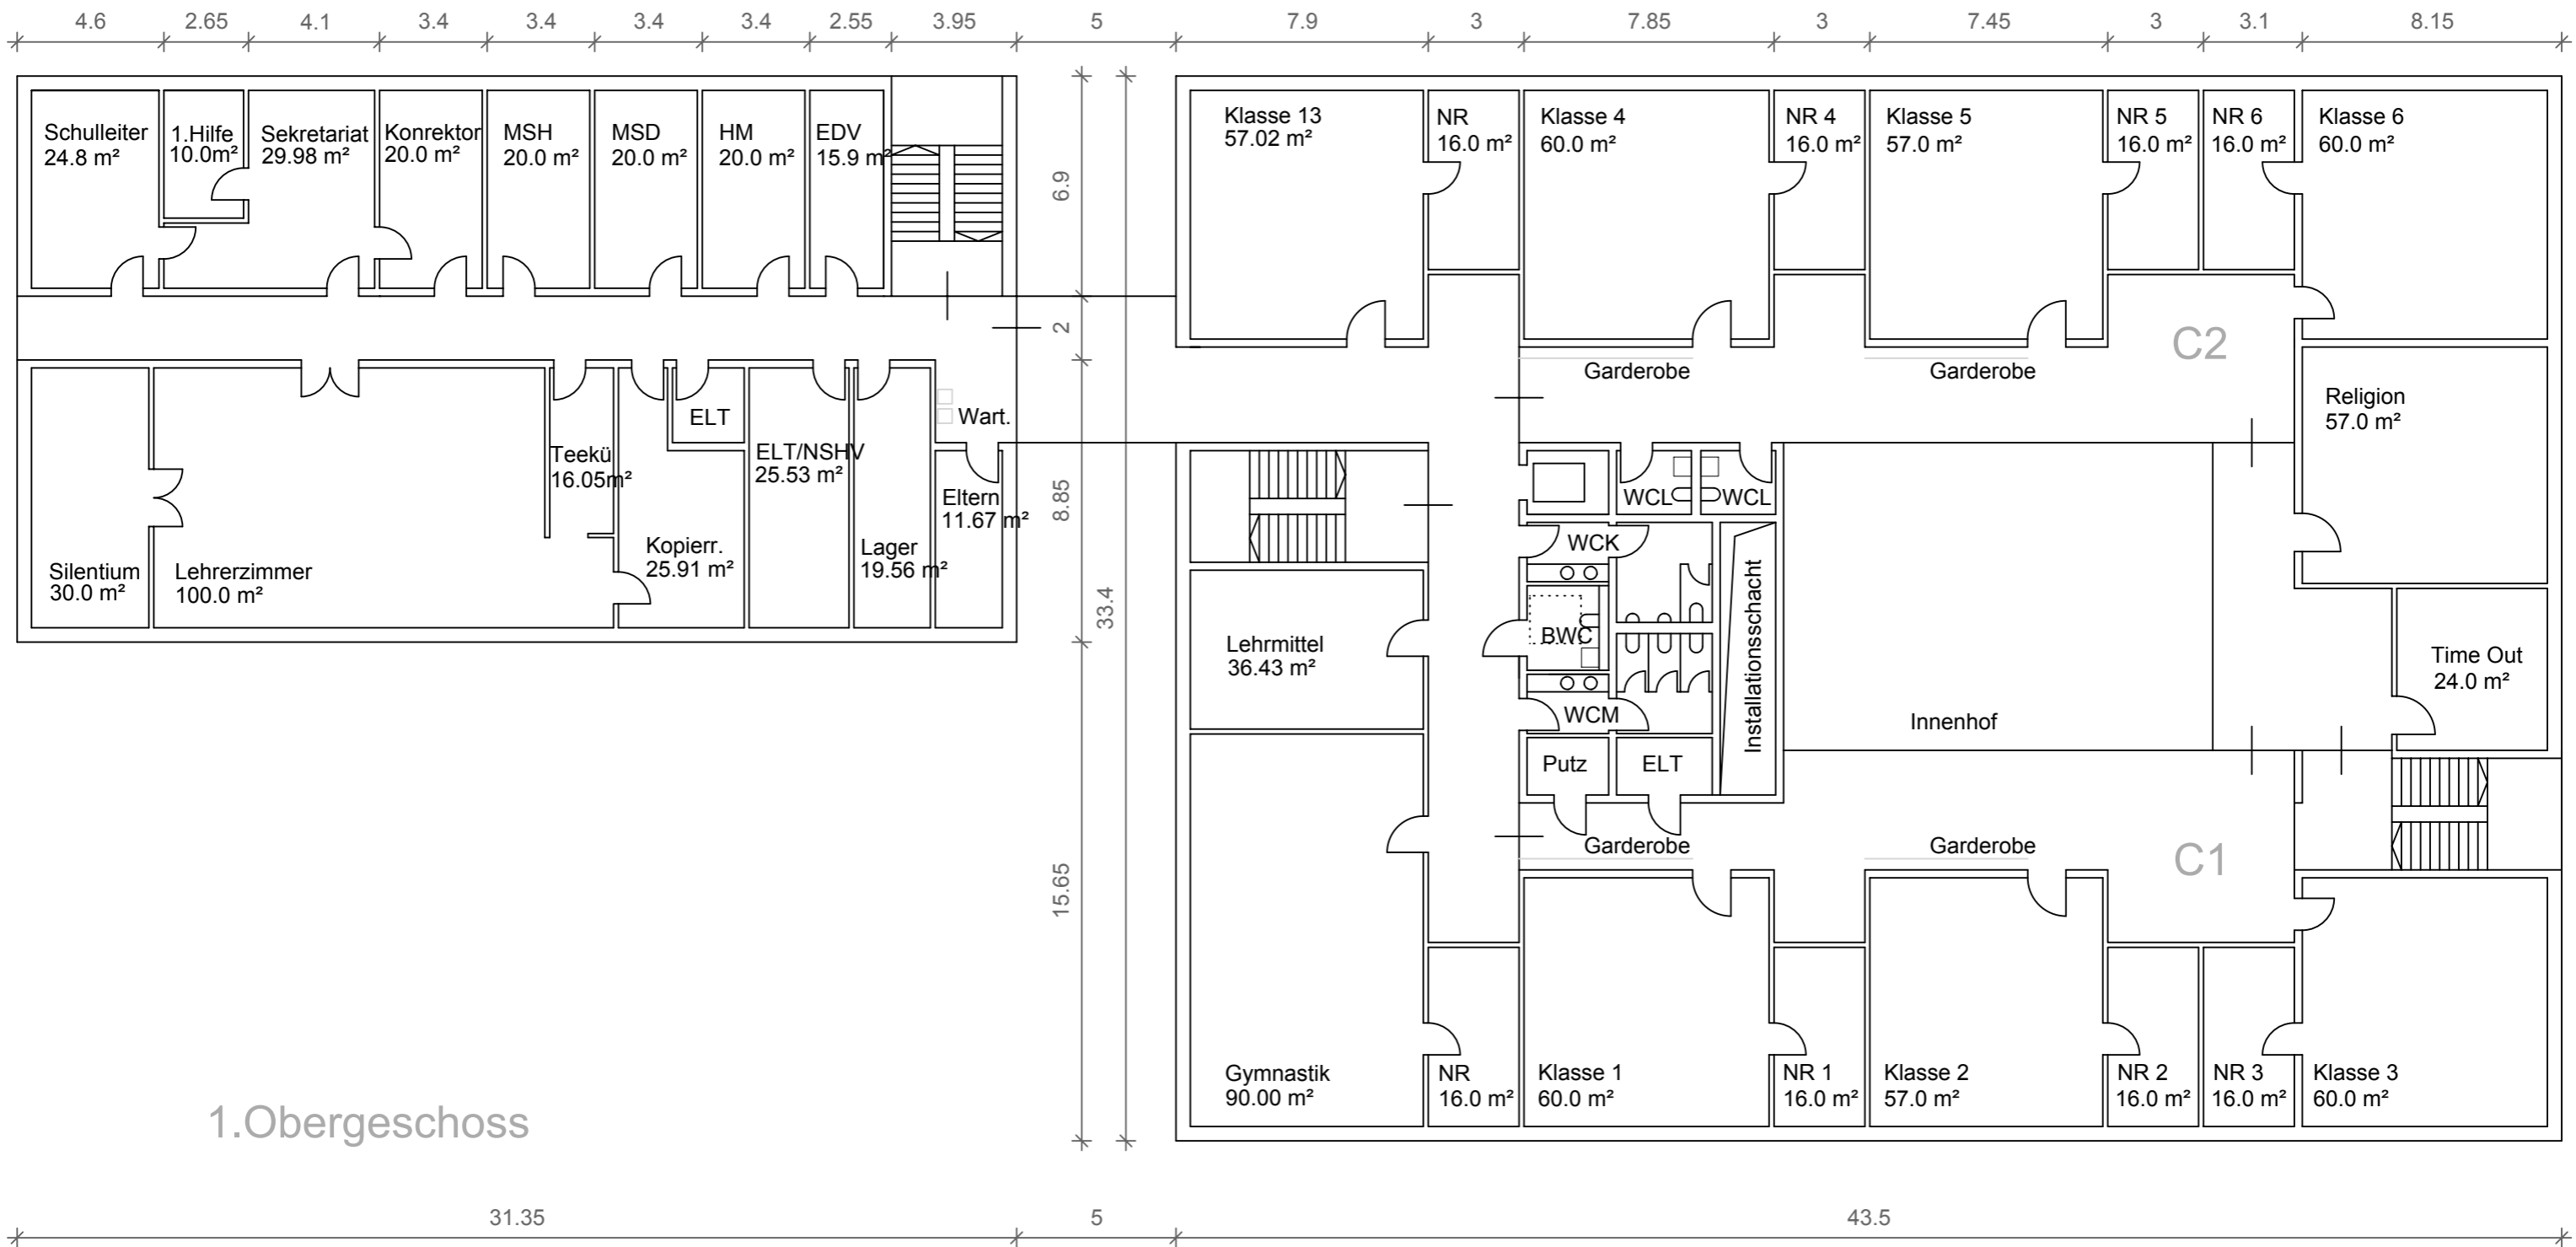 4.6 2.65 4.1 3.4 3.4 3.4 3.4 2.55 3.95 5 7.9 3 7.85 3 7.45 3 3.1 8.15
Schulleiter
24.8 m²
1.Hilfe
10.0m²
Sekretariat
29.98 m²
Konrektor
20.0 m²
MSH
20.0 m²
MSD
20.0 m²
HM
20.0 m²
EDV
15.9 m²
6.9
2
8.85
15.65
33.4
Klasse 13
57.02 m²
NR
16.0 m²
Klasse 4
60.0 m²
NR 4
16.0 m²
Klasse 5
57.0 m²
NR 5
16.0 m²
NR 6
16.0 m²
Klasse 6
60.0 m²
C2
Garderobe
Garderobe
Religion
57.0 m²
Silentium
30.0 m²
Lehrerzimmer
100.0 m²
Teekü
16.05m²
Kopierr.
25.91 m²
ELT
ELT/NSHV
25.53 m²
Lager
19.56 m²
Wart.
Eltern
11.67 m²
WCL
WCL
WCK
BWC
WCM
Putz
ELT
Installationsschacht
Innenhof
Lehrmittel
36.43 m²
Time Out
24.0 m²
Garderobe
Garderobe
C1
Gymnastik
90.00 m²
NR
16.0 m²
Klasse 1
60.0 m²
NR 1
16.0 m²
Klasse 2
57.0 m²
NR 2
16.0 m²
NR 3
16.0 m²
Klasse 3
60.0 m²
1.Obergeschoss
31.35 5 43.5